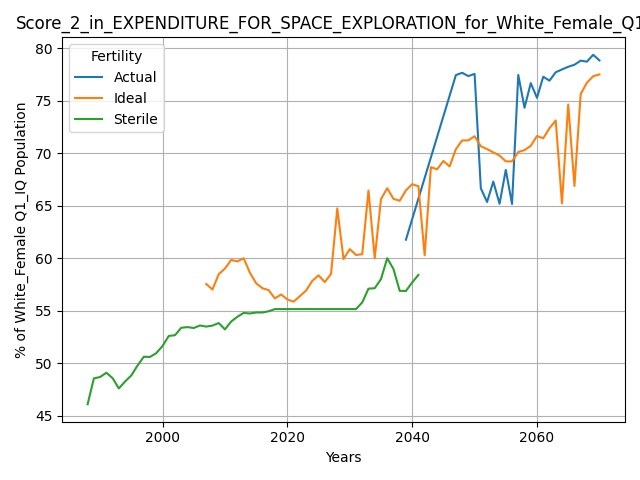 Score_2_in_EXPENDITURE_FOR_SPACE_EXPLORATION_for_White_Female_Q1
Fertility
Actual
Ideal
Sterile
% of White_Female Q1_IQ Population
80
75
70
65
60
55
50
45
2000
2020
2040
2060
Years